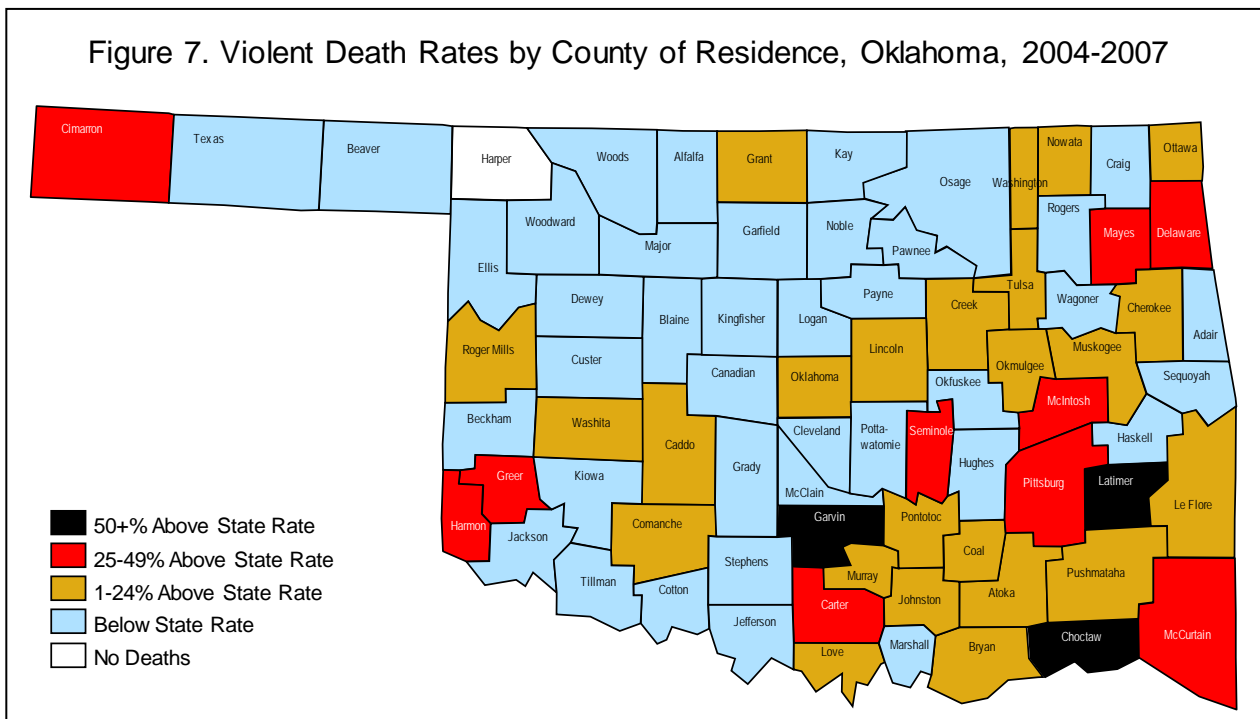 Figure 7. Violent Death Rates by County of Residence, Oklahoma, 2004-2007
Cimarron
Texas
Beaver
Harper
Woods
Alfalfa
Grant
Kay
Osage
Washington
Nowata
Craig
Ottawa
Woodward
Major
Garfield
Noble
Pawnee
Rogers
Mayes
Delaware
Ellis
Dewey
Blaine
Kingfisher
Logan
Payne
Creek
Tulsa
Wagoner
Cherokee
Adair
Roger Mills
Custer
Canadian
Oklahoma
Lincoln
Okfuskee
Okmulgee
Muskogee
Sequoyah
Beckham
Washita
Caddo
Grady
Cleveland
Potta-
watomie
Seminole
Hughes
McIntosh
Haskell
Greer
Kiowa
McClain
Pittsburg
Latimer
Le Flore
Harmon
Jackson
Comanche
Garvin
Pontotoc
Coal
Tillman
Cotton
Stephens
Murray
Johnston
Atoka
Pushmataha
Jefferson
Carter
Love
Marshall
Bryan
Choctaw
McCurtain
50+% Above State Rate
25-49% Above State Rate
1-24% Above State Rate
Below State Rate
No Deaths